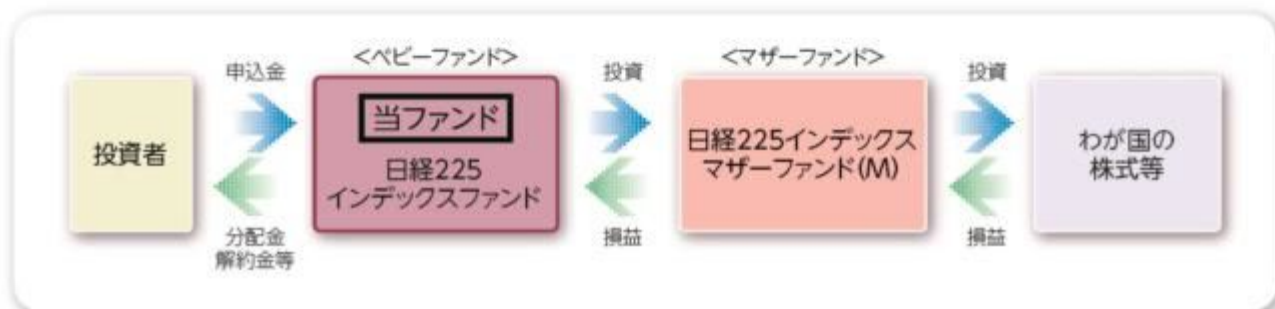 <ベビーファンド>
<マザーファンド>
申込金
投資
投資
投資者
当ファンド
日経225
インデックスファンド
日経225インデックス
マザーファンド(M)
わが国の
株式等
分配金
解約金等
損益
損益